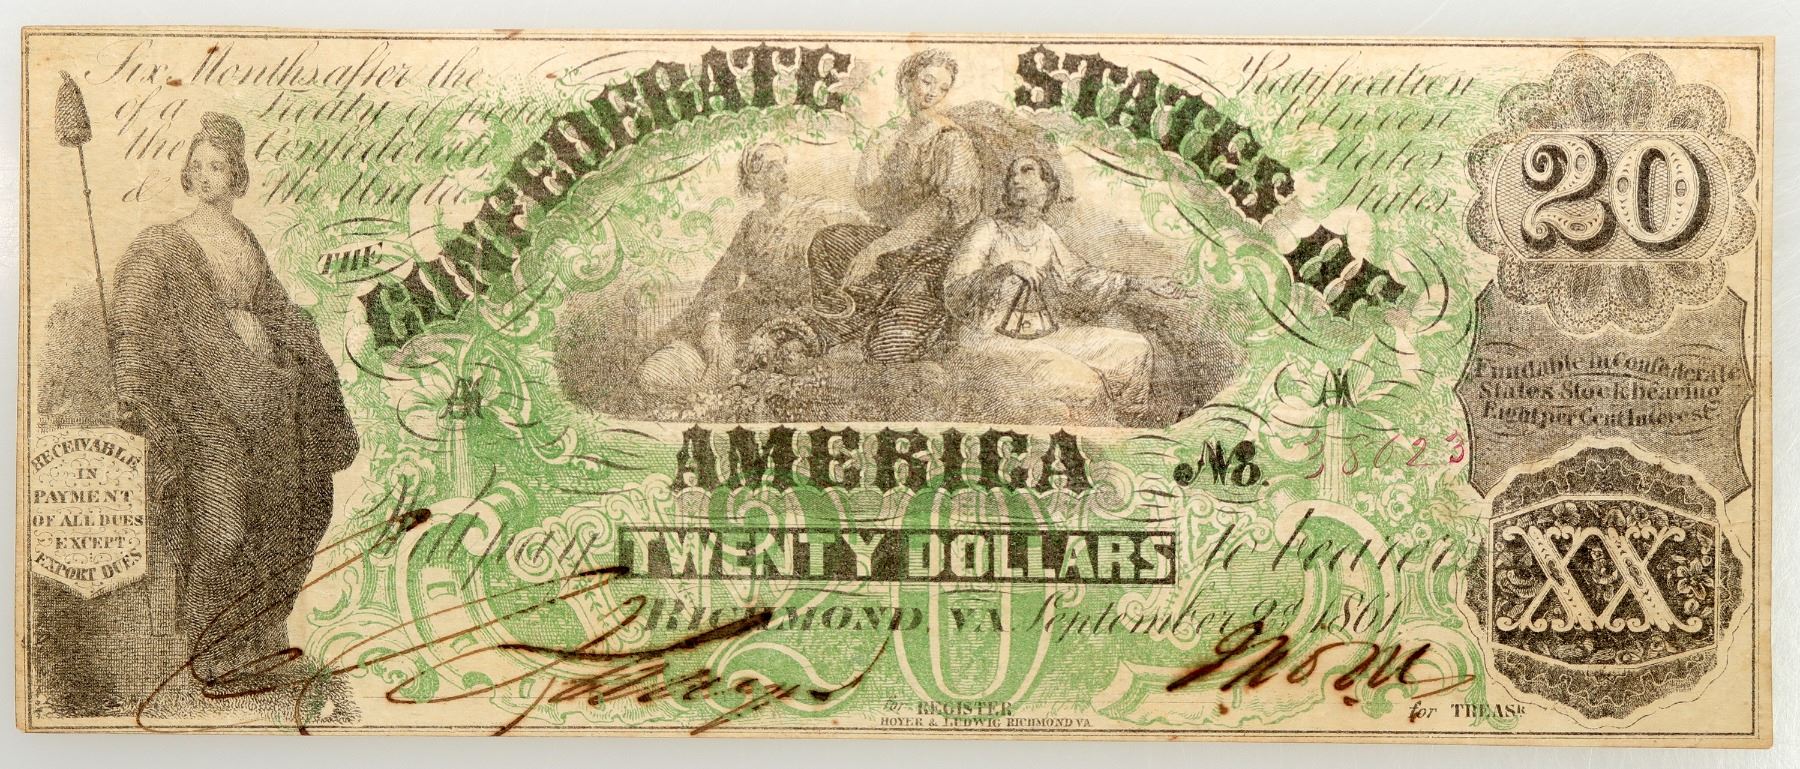 Six Months after the Ratification
of a Treaty of peace between
the Confederate States
& the United States
THE
CONFEDERATE STATES OF
AMERICA
20
Fundable in Confederate
States Stock bearing
Eight per Cent Interest
A1 A1
No. 38623
RECEIVABLE
IN
PAYMENT
OF ALL DUES
EXCEPT
EXPORT DUES
Will pay TWENTY DOLLARS to bearer
20
XX
RICHMOND, VA September 2d 1861
for REGISTER
for TREASR
HOYER & LUDWIG RICHMOND VA